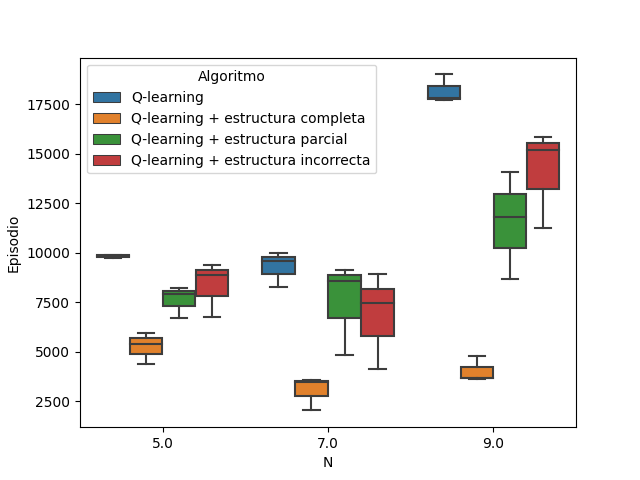 Algoritmo
Q-learning
Q-learning + estructura completa
Q-learning + estructura parcial
Q-learning + estructura incorrecta
Episodio
17500
15000
12500
10000
7500
5000
2500
5.0 7.0 9.0
N